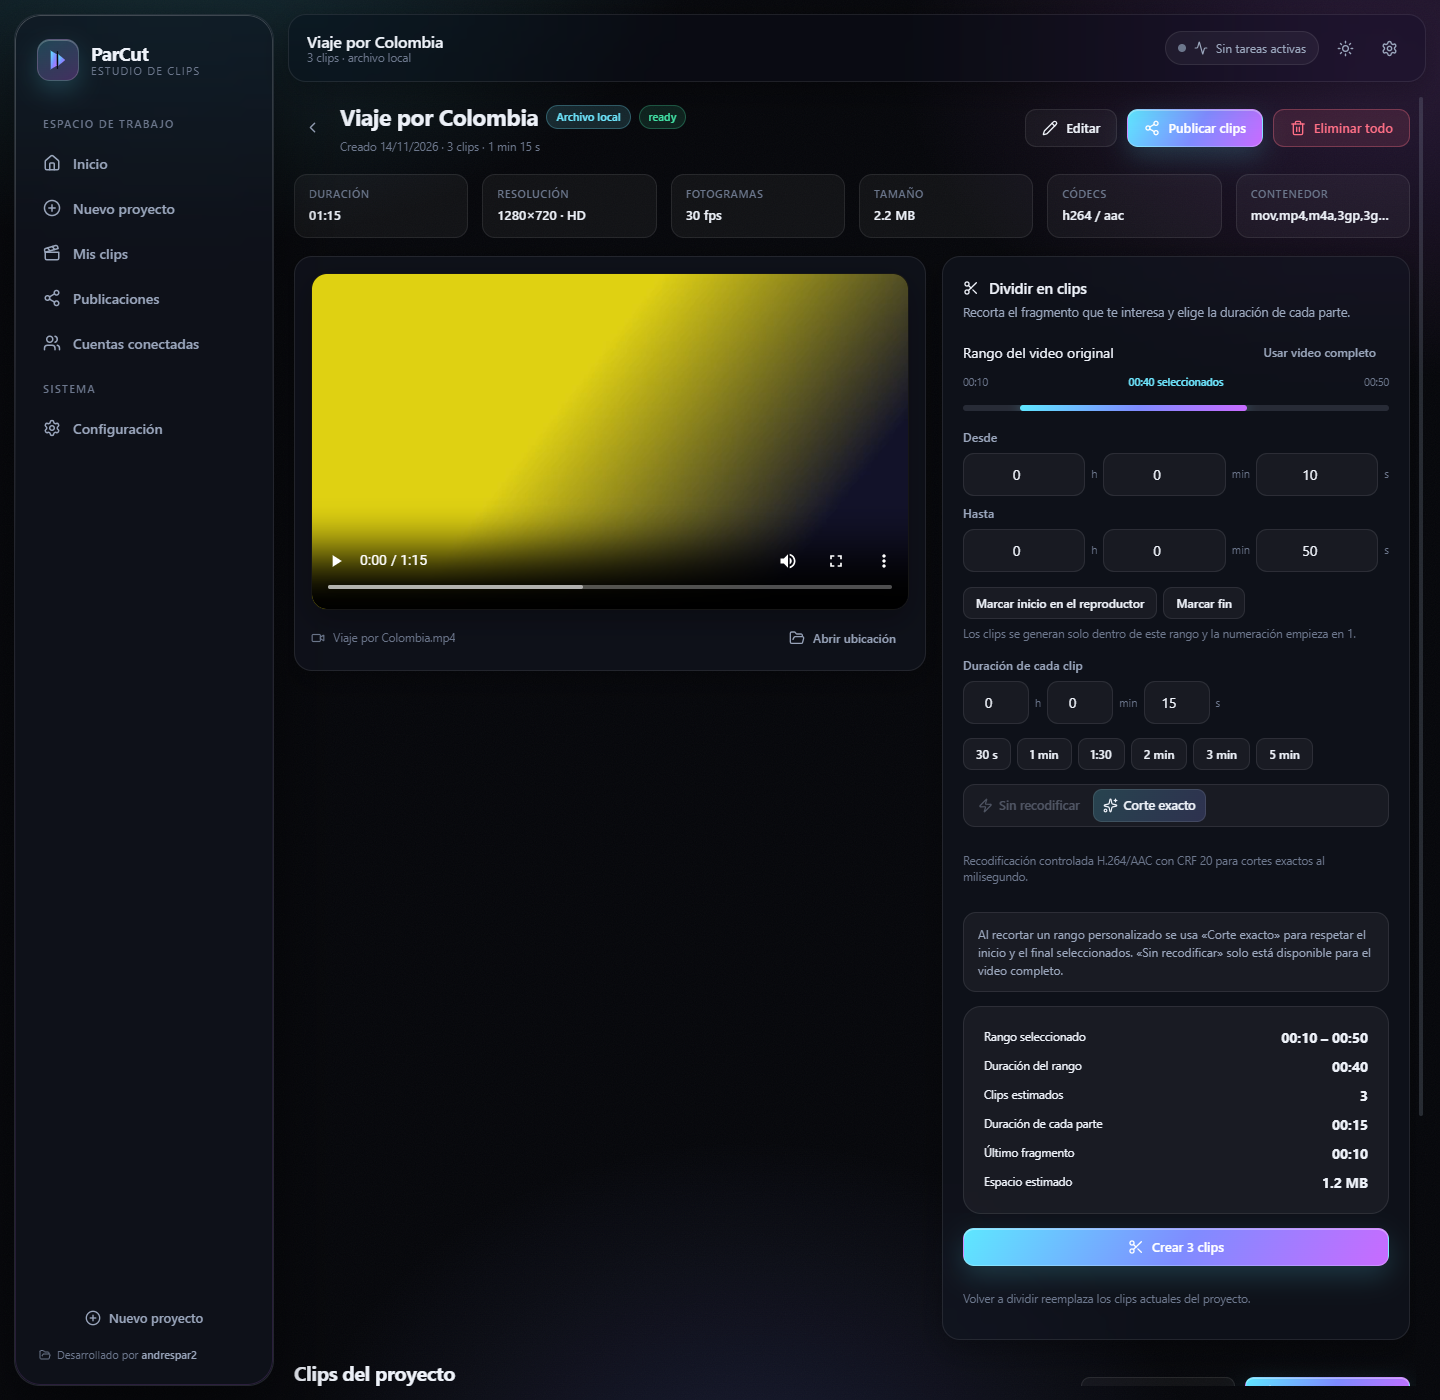 ParCut
ESTUDIO DE CLIPS
ESPACIO DE TRABAJO
Inicio
Nuevo proyecto
Mis clips
Publicaciones
Cuentas conectadas
SISTEMA
Configuración
Nuevo proyecto
Desarrollado por andrespar2
Viaje por Colombia
3 clips · archivo local
Sin tareas activas
Viaje por Colombia
Archivo local
ready
Creado 14/11/2026 · 3 clips · 1 min 15 s
Editar
Publicar clips
Eliminar todo
DURACIÓN
01:15
RESOLUCIÓN
1280×720 · HD
FOTOGRAMAS
30 fps
TAMAÑO
2.2 MB
CÓDECS
h264 / aac
CONTENEDOR
mov,mp4,m4a,3gp,3g...
0:00 / 1:15
Viaje por Colombia.mp4
Abrir ubicación
Dividir en clips
Recorta el fragmento que te interesa y elige la duración de cada parte.
Rango del video original
Usar video completo
00:10
00:40 seleccionados
00:50
Desde
0 h 0 min 10 s
Hasta
0 h 0 min 50 s
Marcar inicio en el reproductor
Marcar fin
Los clips se generan solo dentro de este rango y la numeración empieza en 1.
Duración de cada clip
0 h 0 min 15 s
30 s
1 min
1:30
2 min
3 min
5 min
Sin recodificar
Corte exacto
Recodificación controlada H.264/AAC con CRF 20 para cortes exactos al
milisegundo.
Al recortar un rango personalizado se usa «Corte exacto» para respetar el
inicio y el final seleccionados. «Sin recodificar» solo está disponible para el
video completo.
Rango seleccionado 00:10 – 00:50
Duración del rango 00:40
Clips estimados 3
Duración de cada parte 00:15
Último fragmento 00:10
Espacio estimado 1.2 MB
Crear 3 clips
Volver a dividir reemplaza los clips actuales del proyecto.
Clips del proyecto